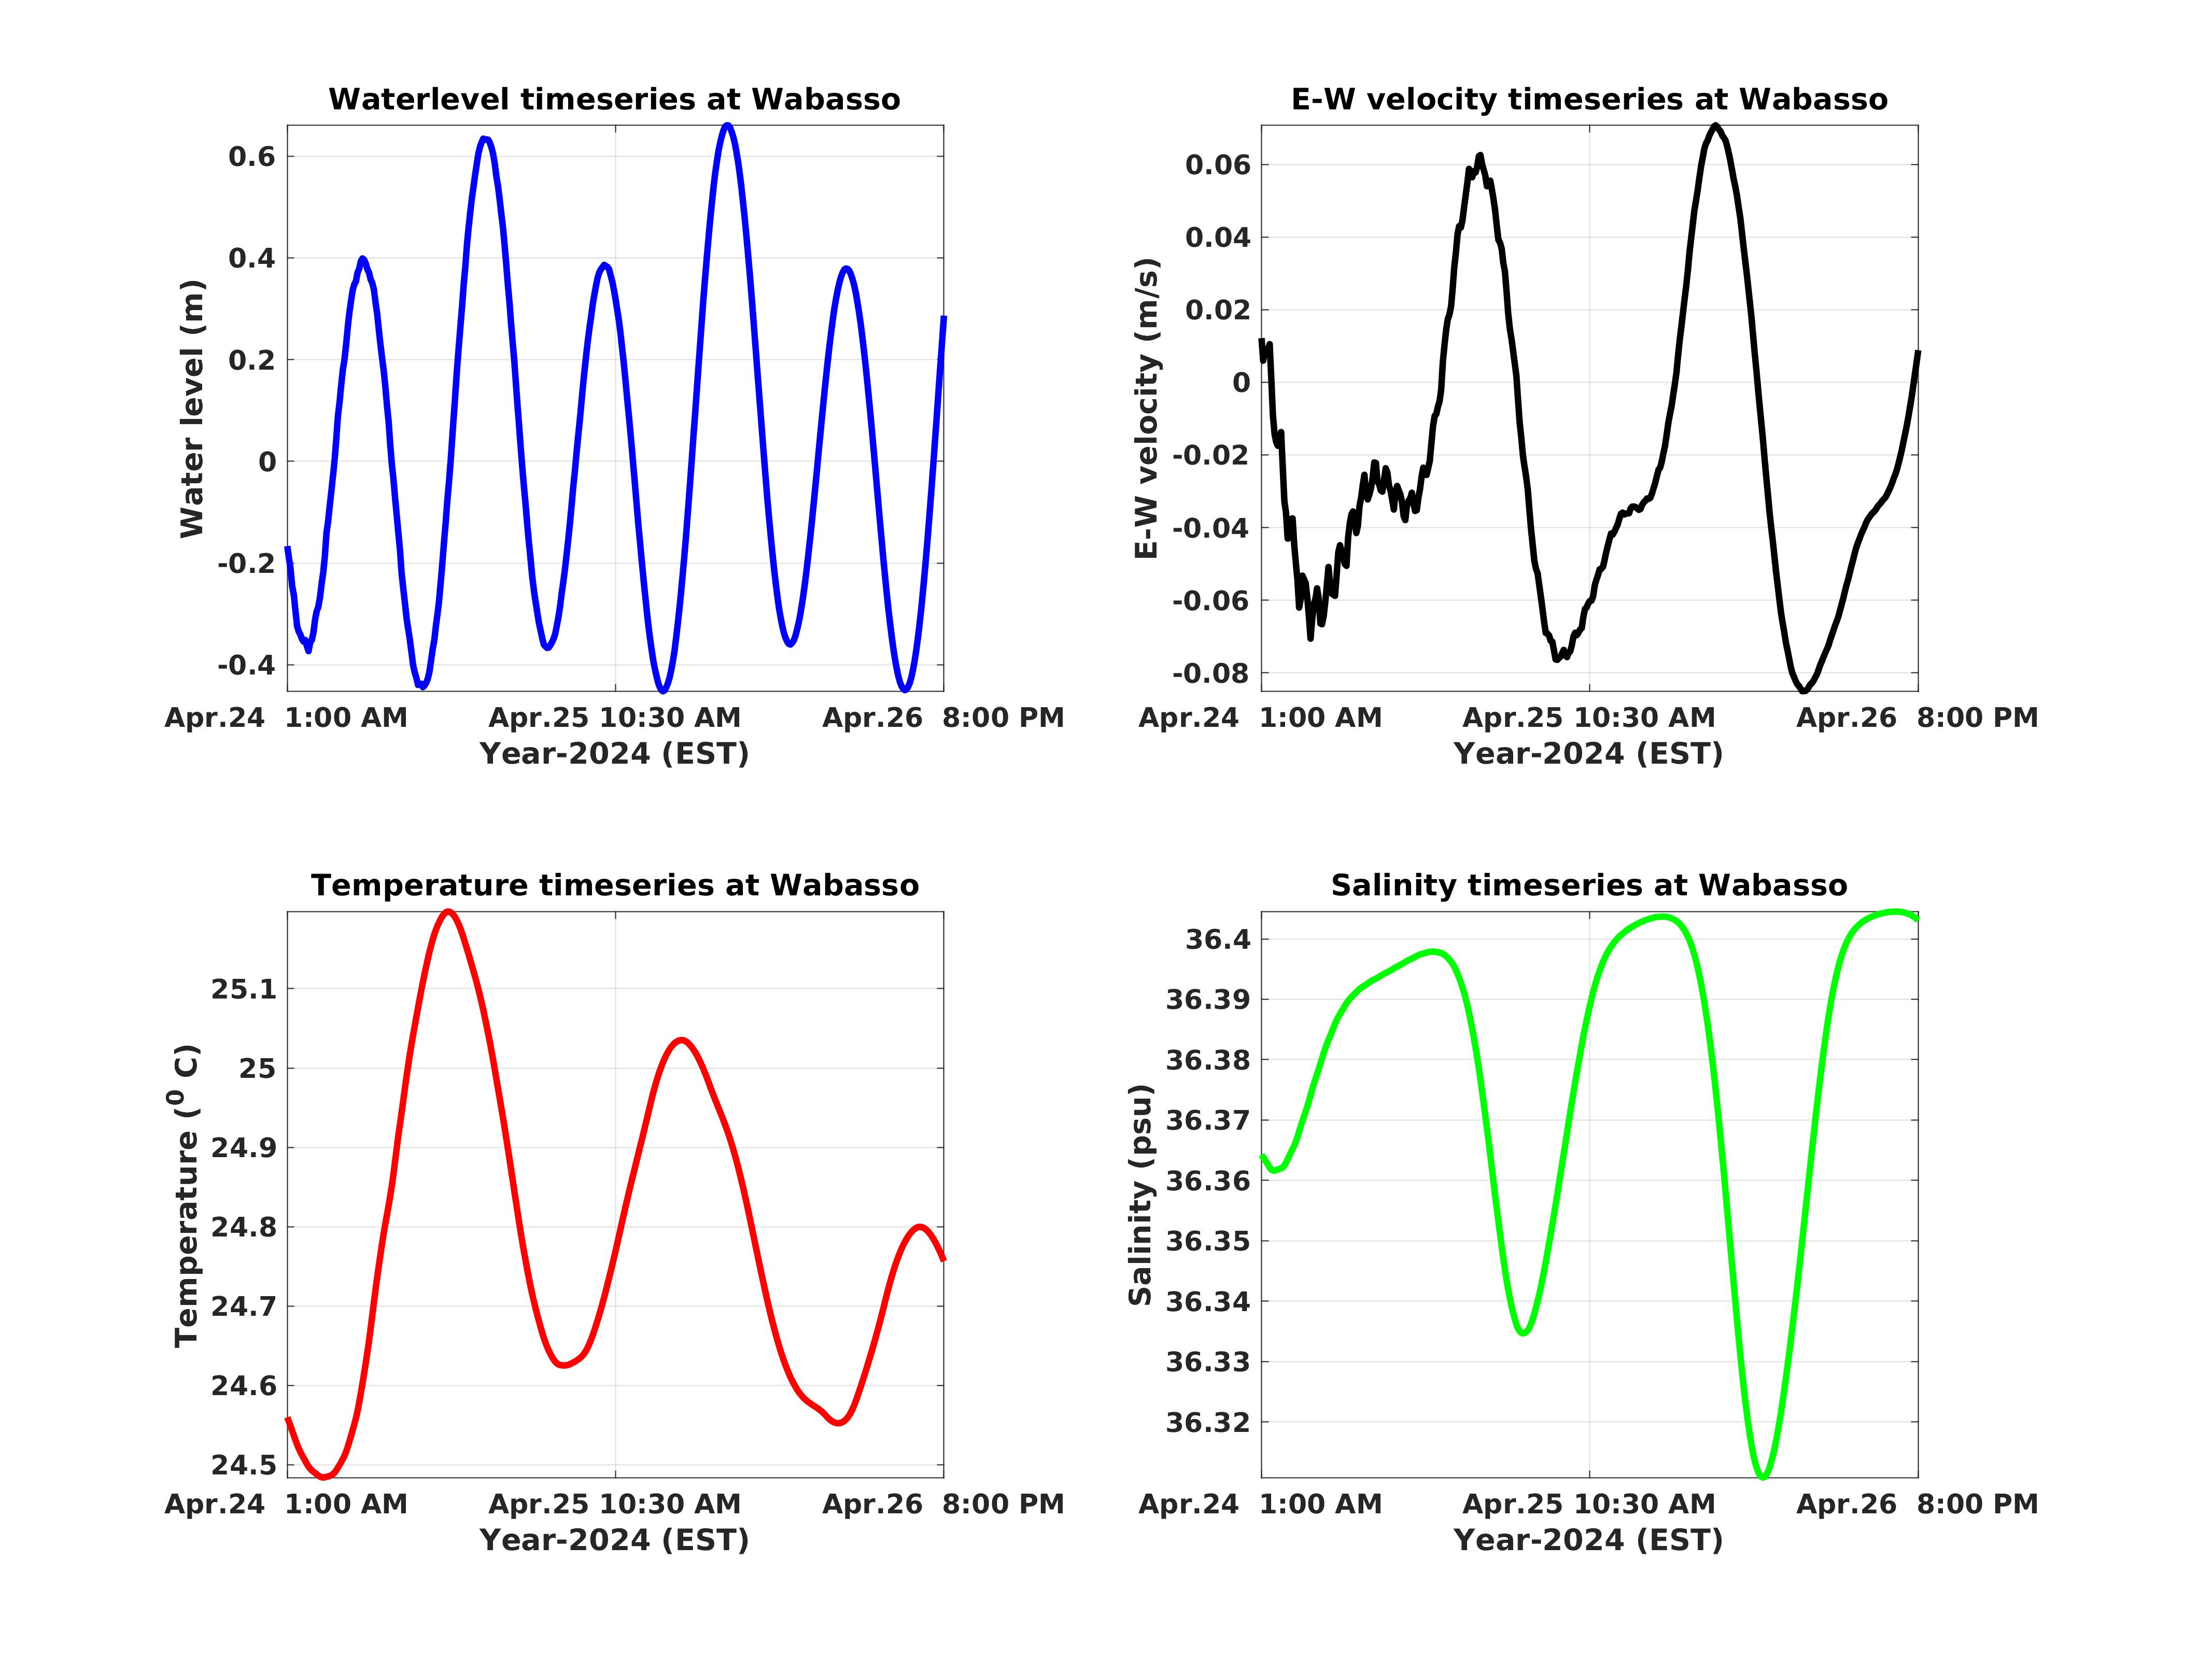 Waterlevel timeseries at Wabasso
Water level (m)
0.6
0.4
0.2
0
-0.2
-0.4
Apr.24 1:00 AM Apr.25 10:30 AM Apr.26 8:00 PM
Year-2024 (EST)
E-W velocity timeseries at Wabasso
E-W velocity (m/s)
0.06
0.04
0.02
0
-0.02
-0.04
-0.06
-0.08
Apr.24 1:00 AM Apr.25 10:30 AM Apr.26 8:00 PM
Year-2024 (EST)
Temperature timeseries at Wabasso
Temperature (⁰ C)
25.1
25
24.9
24.8
24.7
24.6
24.5
Apr.24 1:00 AM Apr.25 10:30 AM Apr.26 8:00 PM
Year-2024 (EST)
Salinity timeseries at Wabasso
Salinity (psu)
36.4
36.39
36.38
36.37
36.36
36.35
36.34
36.33
36.32
Apr.24 1:00 AM Apr.25 10:30 AM Apr.26 8:00 PM
Year-2024 (EST)